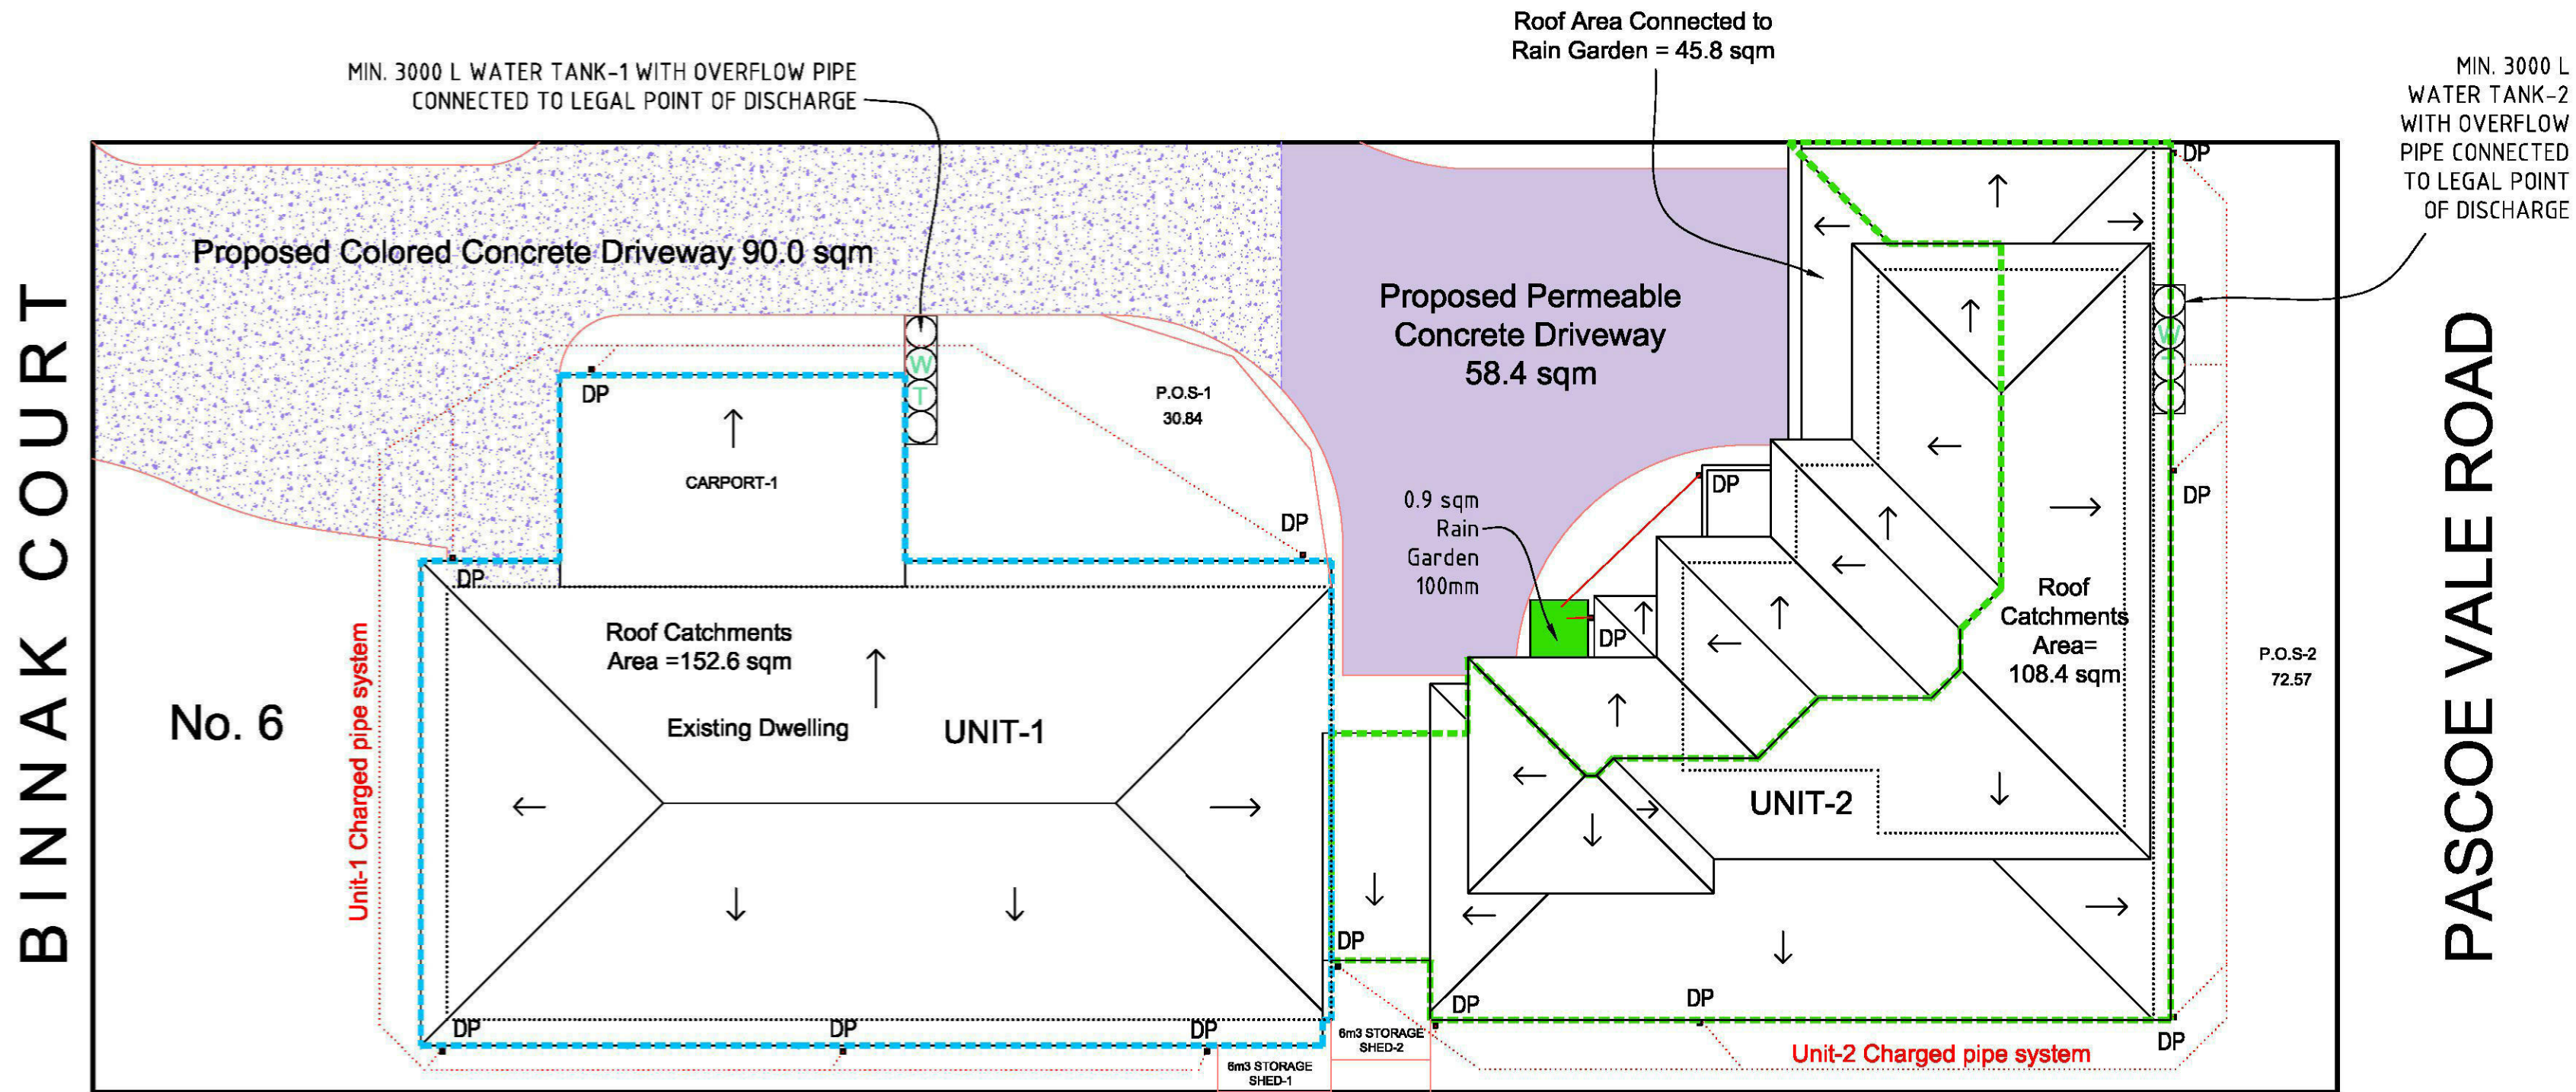 Roof Area Connected to
Rain Garden = 45.8 sqm
MIN. 3000 L WATER TANK-1 WITH OVERFLOW PIPE
CONNECTED TO LEGAL POINT OF DISCHARGE
MIN. 3000 L
WATER TANK-2
WITH OVERFLOW
PIPE CONNECTED
TO LEGAL POINT
OF DISCHARGE
DP
Proposed Colored Concrete Driveway 90.0 sqm
Proposed Permeable
Concrete Driveway
58.4 sqm
BINNAK COURT
PASCOE VALE ROAD
W
T
W
DP
P.O.S-1
30.84
CARPORT-1
DP
DP
DP
0.9 sqm
Rain
Garden
100mm
DP
DP
DP
Roof
Catchments
Area=
108.4 sqm
Roof Catchments
Area =152.6 sqm
P.O.S-2
72.57
No. 6
Existing Dwelling
UNIT-1
Unit-1 Charged pipe system
UNIT-2
DP
DP
DP
DP
DP
DP
DP
DP
6m3 STORAGE
SHED-2
Unit-2 Charged pipe system
6m3 STORAGE
SHED-1